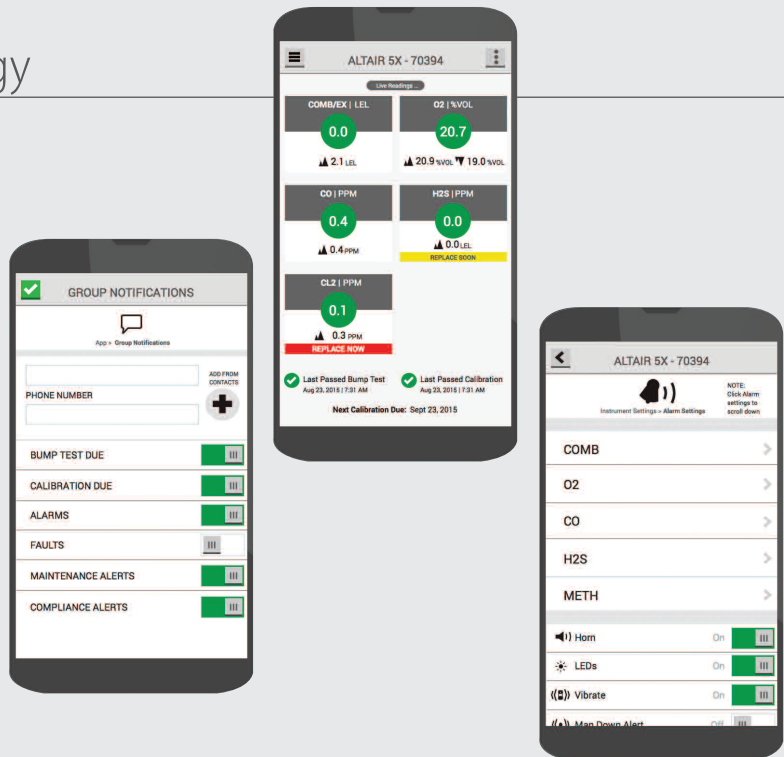 gy
ALTAIR 5X - 70394
Live Readings ..
COMB/EX | LEL
0.0
2.1 LEL
O2 | %VOL
20.7
20.9 %VOL 19.0 %VOL
CO | PPM
0.4
0.4 PPM
H2S | PPM
0.0
0.0 LEL
REPLACE SOON
CL2 | PPM
0.1
0.3 PPM
REPLACE NOW
Last Passed Bump Test
Aug 23, 2015 | 7:31 AM
Last Passed Calibration
Aug 23, 2015 | 7:31 AM
Next Calibration Due: Sept 23, 2015
GROUP NOTIFICATIONS
App > Group Notifications
ADD FROM
CONTACTS
PHONE NUMBER
BUMP TEST DUE
CALIBRATION DUE
ALARMS
FAULTS
MAINTENANCE ALERTS
COMPLIANCE ALERTS
ALTAIR 5X - 70394
Instrument Settings > Alarm Settings
NOTE:
Click Alarm
settings to
scroll down
COMB
O2
CO
H2S
METH
Horn On
LEDs On
Vibrate On
Man Down Alert Off